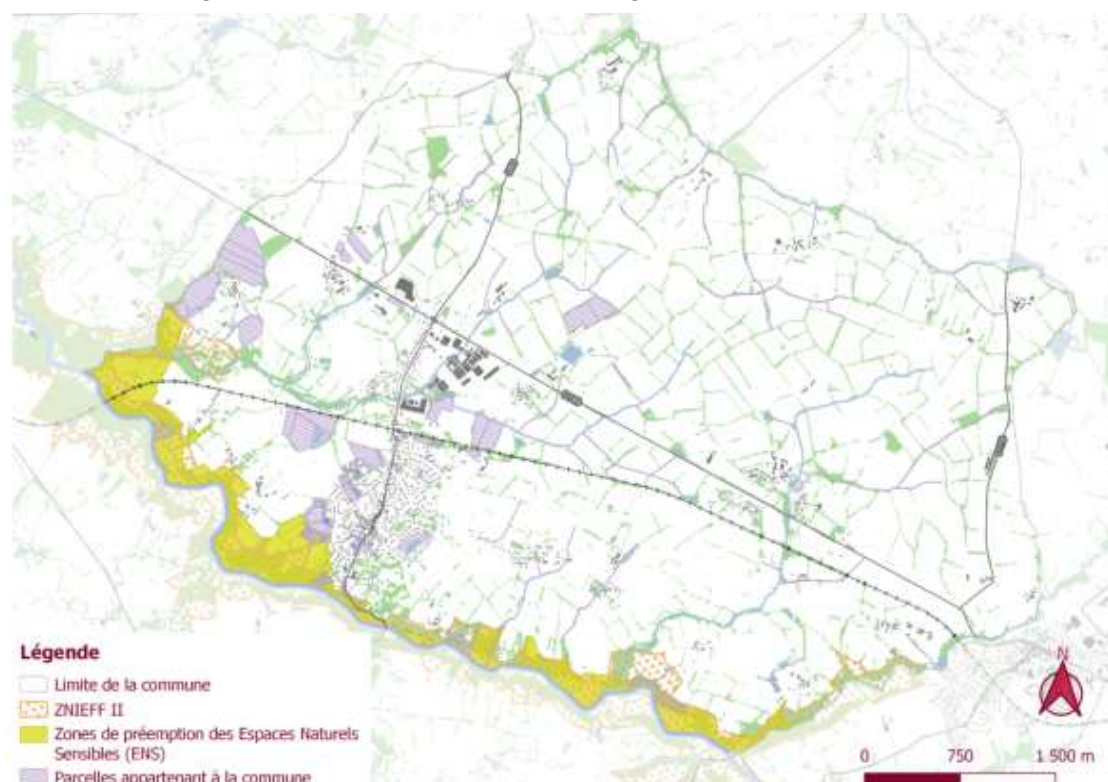 Légende
Limite de la commune
ZNIEFF II
Zones de préemption des Espaces Naturels
Sensibles (ENS)
Parcelles appartenant à la commune
N
0 750 1 500 m